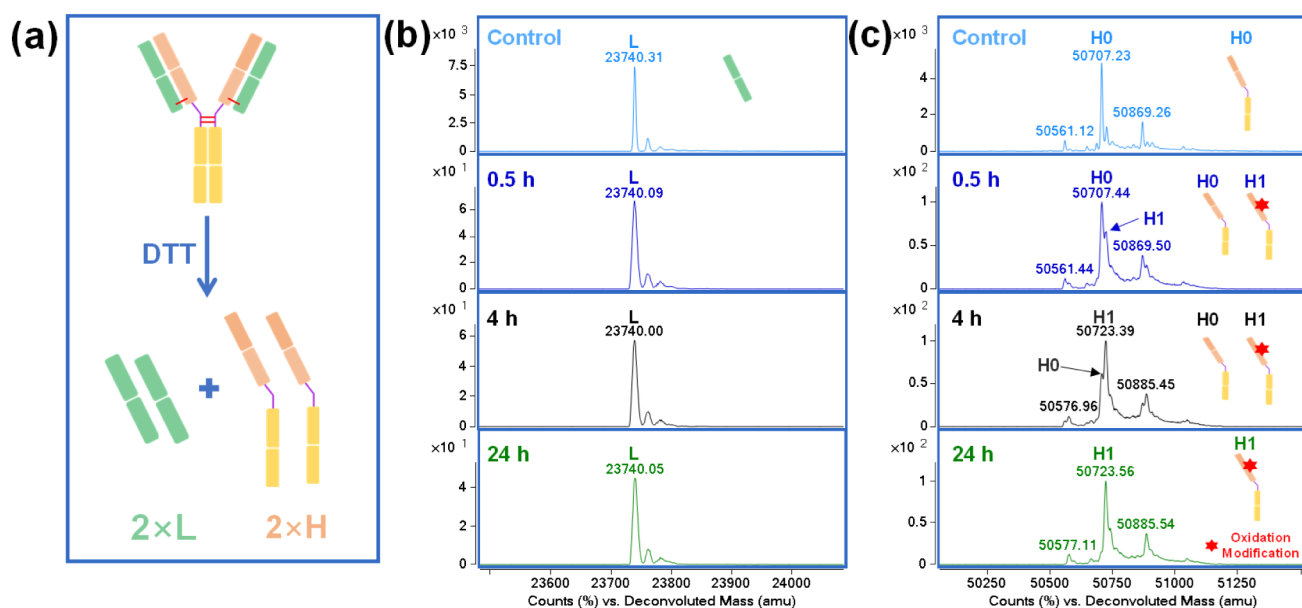 (a)
DTT
+
2×L
2×H
(b)
×10 3
Control
L
23740.31
7.5
5
2.5
0
×10 1
0.5 h
L
23740.09
6
4
2
0
×10 1
4 h
L
23740.00
6
4
2
0
×10 1
24 h
L
23740.05
4
2
0
23600 23700 23800 23900 24000
Counts (%) vs. Deconvoluted Mass (amu)
(c)
×10 3
Control
H0
H0
50707.23
50869.26
50561.12
4
2
0
×10 2
0.5 h
H0
50707.44
H0 H1
H1
50869.50
50561.44
1
0.5
0
×10 2
4 h
H1
50723.39
H0 H1
H0
50885.45
50576.96
1
0.5
0
×10 2
24 h
H1
50723.56
H1
50885.54
50577.11
1
0.5
0
Oxidation
Modification
50250 50500 50750 51000 51250
Counts (%) vs. Deconvoluted Mass (amu)